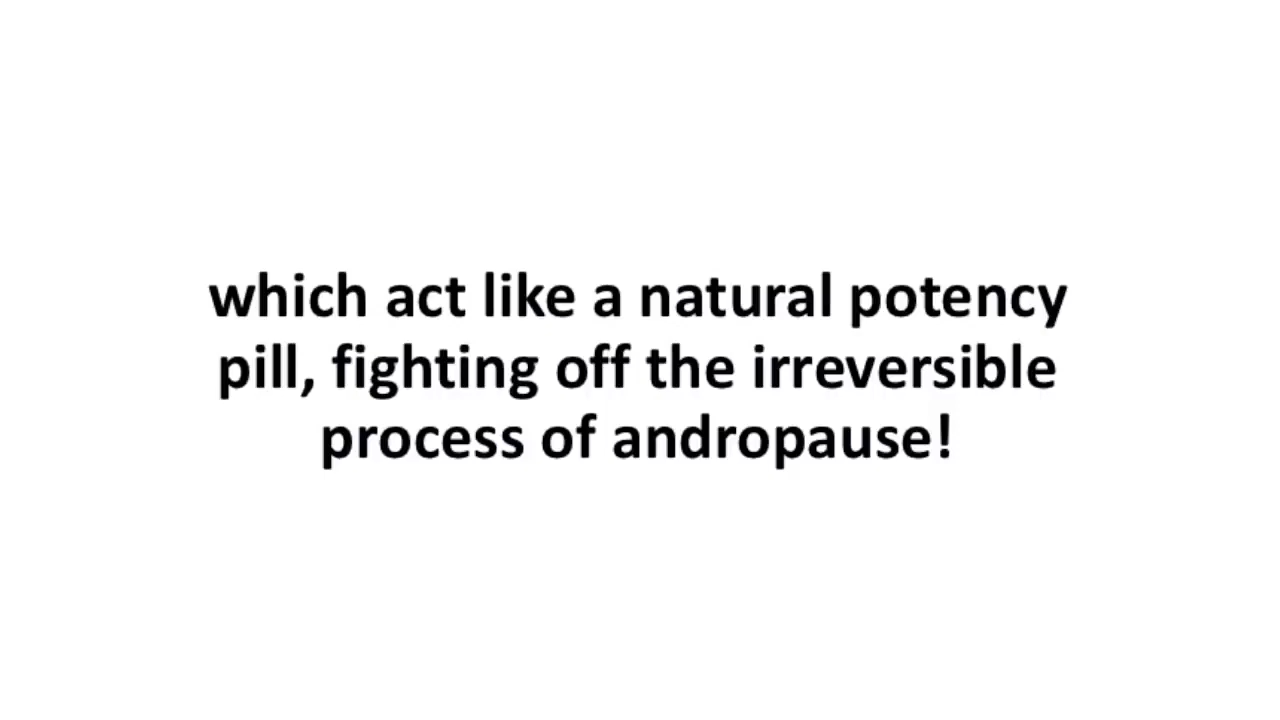 which act like a natural potency
pill, fighting off the irreversible
process of andropause!